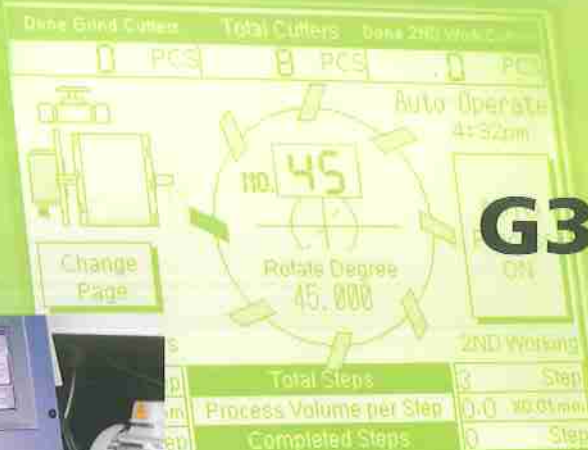 Done Grind Cutters Total Cutters Done 2ND Work
0 PCS 8 PCS .0 PCS
Auto Operate
4:32pm
NO. 45
G3
ON
Change
Page
Rotate Degree
45.000
2ND Working
Total Steps 3 Step
Process Volume per Step 0.0 X0.01mm
Completed Steps 0 Step